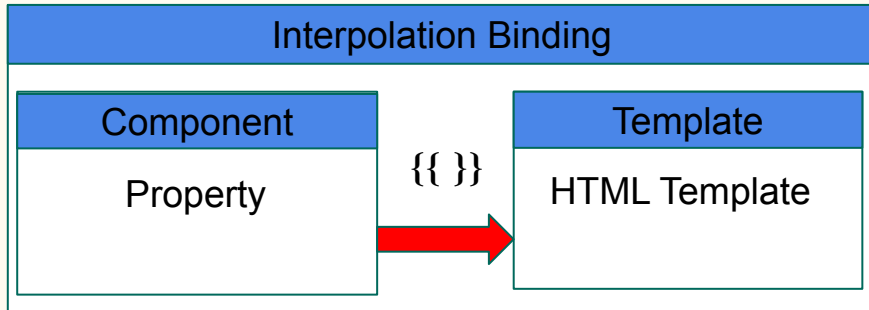 Interpolation Binding
Component
Property
{{ }}
Template
HTML Template